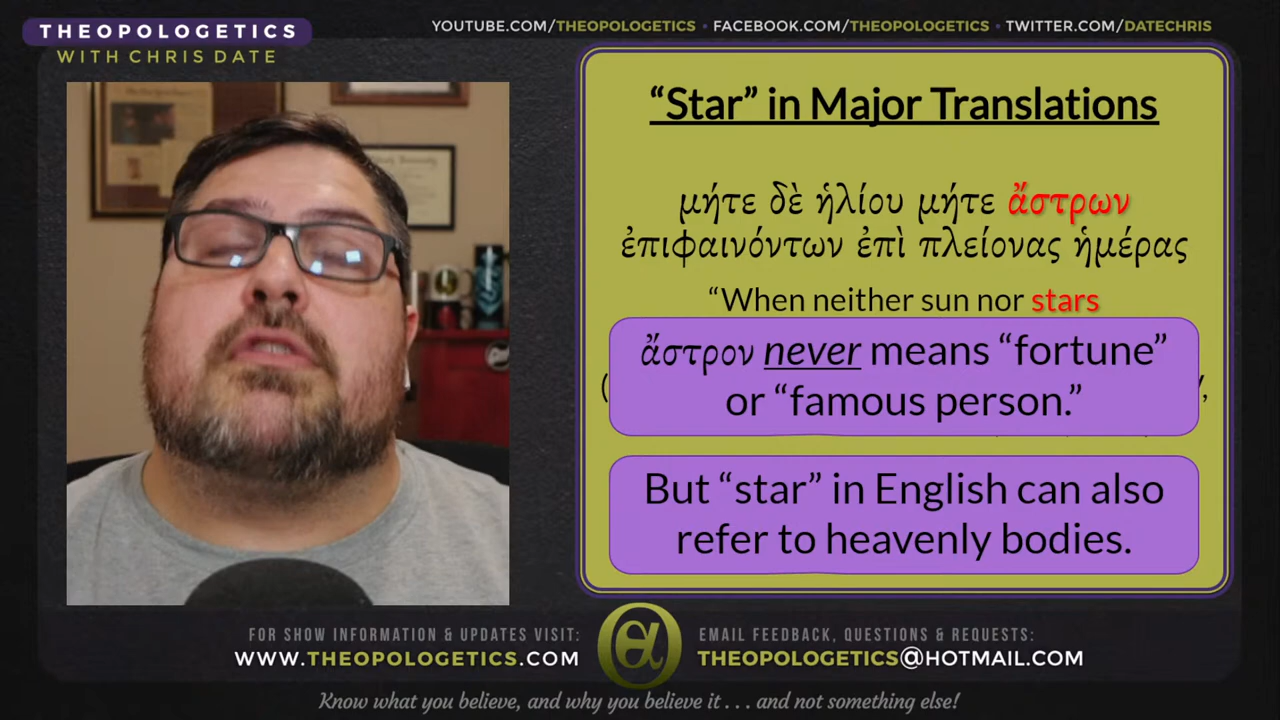 THEOPOLOGETICS
WITH CHRIS DATE
YOUTUBE.COM/THEOPOLOGETICS • FACEBOOK.COM/THEOPOLOGETICS • TWITTER.COM/DATECHRIS
“Star” in Major Translations
μήτε δὲ ἡλίου μήτε ἄστρων
ἐπιφαινόντων ἐπὶ πλείονας ἡμέρας
“When neither sun nor stars
(
,
ἄστρον never means “fortune”
or “famous person.”
But “star” in English can also
refer to heavenly bodies.
FOR SHOW INFORMATION & UPDATES VISIT:
WWW.THEOPOLOGETICS.COM
EMAIL FEEDBACK, QUESTIONS & REQUESTS:
THEOPOLOGETICS@HOTMAIL.COM
Know what you believe, and why you believe it . . . and not something else!